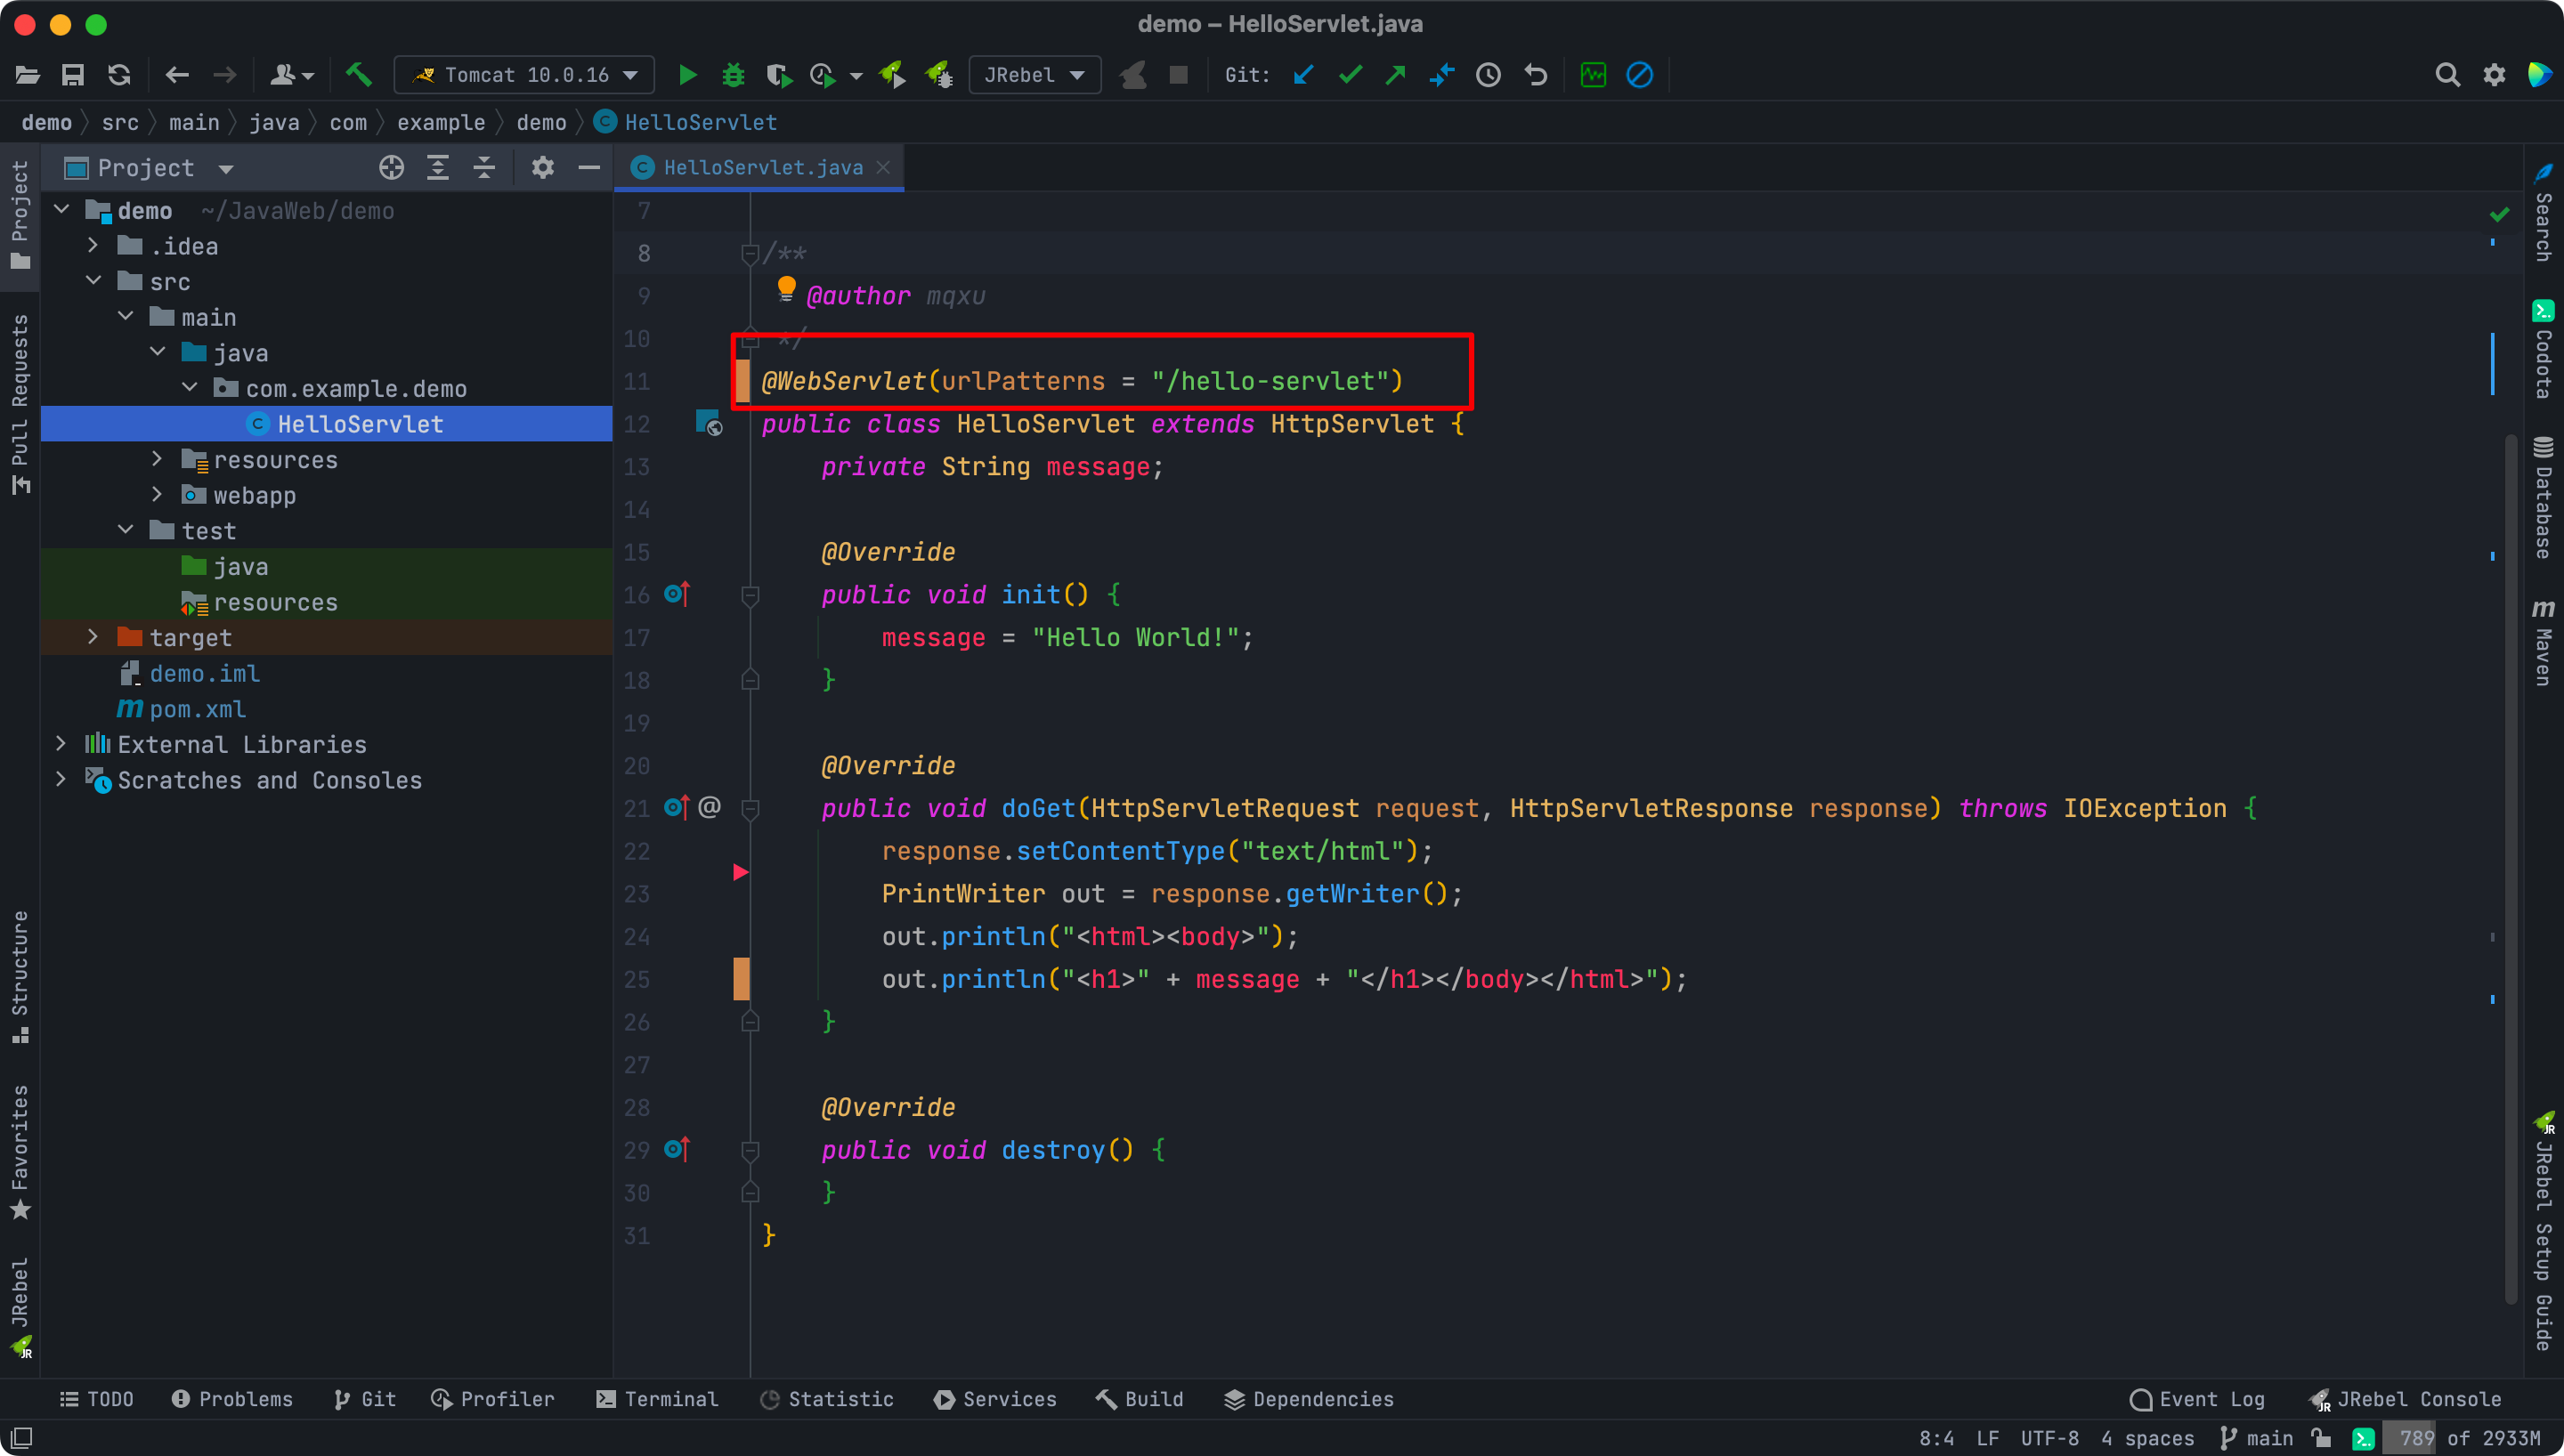 demo – HelloServlet.java
Tomcat 10.0.16
JRebel
Git:
demo src main java com example demo HelloServlet
Project
HelloServlet.java
demo ~/JavaWeb/demo
.idea
src
main
java
com.example.demo
HelloServlet
resources
webapp
test
java
resources
target
demo.iml
pom.xml
External Libraries
Scratches and Consoles
7
8 /**
9 @author mqxu
10 */
11 @WebServlet(urlPatterns = "/hello-servlet")
12 public class HelloServlet extends HttpServlet {
13 private String message;
14
15 @Override
16 public void init() {
17 message = "Hello World!";
18 }
19
20 @Override
21 @ public void doGet(HttpServletRequest request, HttpServletResponse response) throws IOException {
22 response.setContentType("text/html");
23 PrintWriter out = response.getWriter();
24 out.println("<html><body>");
25 out.println("<h1>" + message + "</h1></body></html>");
26 }
27
28 @Override
29 public void destroy() {
30 }
31 }
Project
Pull Requests
Structure
Favorites
JRebel
JR
Search
Codota
Database
m Maven
JR
JRebel Setup Guide
TODO Problems Git Profiler Terminal Statistic Services Build Dependencies Event Log JRebel Console
8:4 LF UTF-8 4 spaces main 789 of 2933M